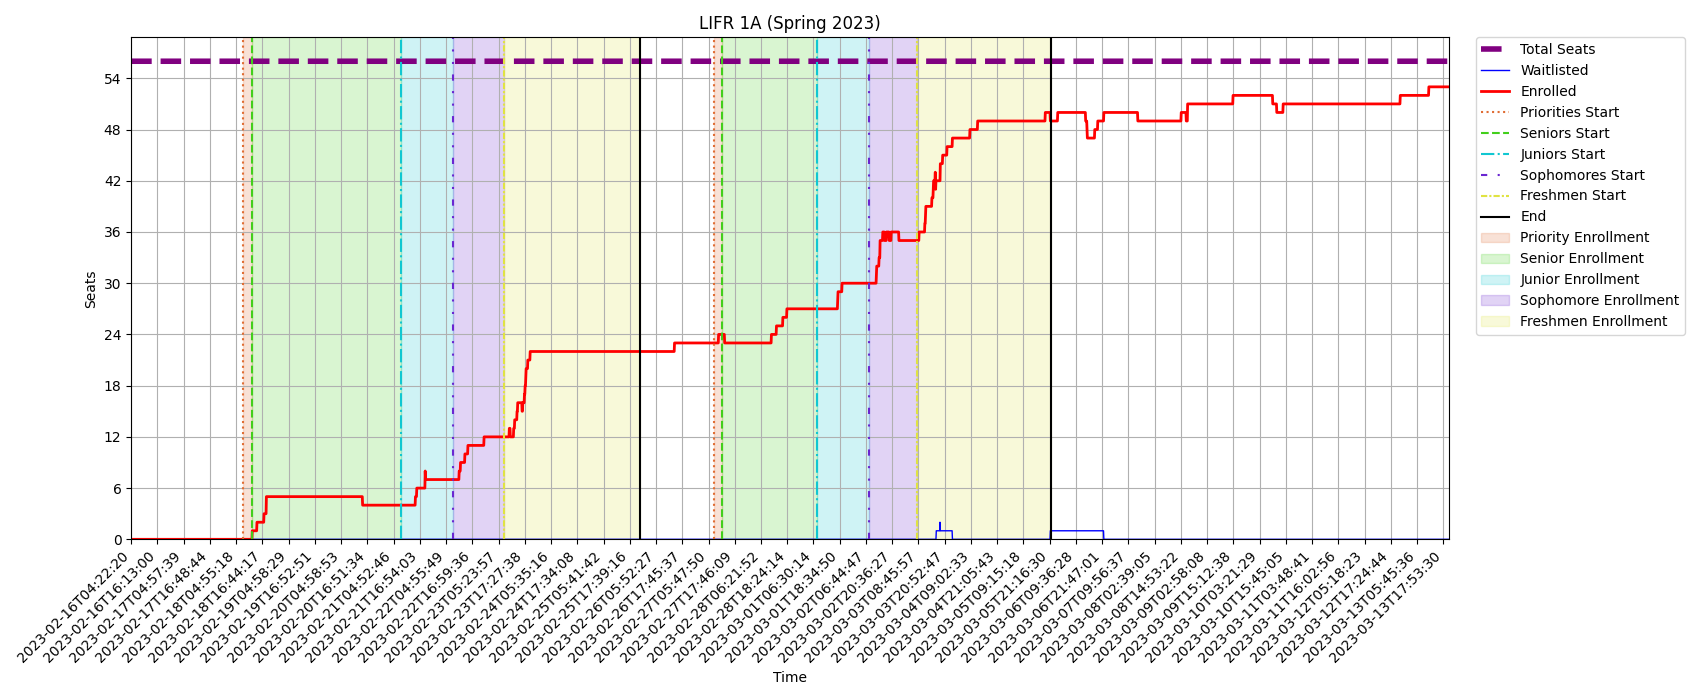 LIFR 1A (Spring 2023)
Seats
54
48
42
36
30
24
18
12
6
0
2023-02-16T04:22:20
2023-02-16T16:13:00
2023-02-17T04:57:39
2023-02-17T16:48:44
2023-02-18T04:55:18
2023-02-18T16:44:17
2023-02-19T04:58:29
2023-02-19T16:52:51
2023-02-20T04:58:53
2023-02-20T16:51:34
2023-02-21T04:52:46
2023-02-21T16:54:03
2023-02-22T04:55:49
2023-02-22T16:59:36
2023-02-23T05:23:57
2023-02-23T17:27:38
2023-02-24T05:35:16
2023-02-24T17:34:08
2023-02-25T05:41:42
2023-02-25T17:39:16
2023-02-26T05:52:27
2023-02-26T17:45:37
2023-02-27T05:47:50
2023-02-27T17:46:09
2023-02-28T06:21:52
2023-02-28T18:24:14
2023-03-01T06:30:14
2023-03-01T18:34:50
2023-03-02T06:44:47
2023-03-02T20:36:27
2023-03-03T08:45:57
2023-03-03T20:52:47
2023-03-04T09:02:33
2023-03-04T21:05:43
2023-03-05T09:15:18
2023-03-05T21:16:30
2023-03-06T09:36:28
2023-03-06T21:47:01
2023-03-07T09:56:37
2023-03-08T02:39:05
2023-03-08T14:53:22
2023-03-09T02:58:08
2023-03-09T15:12:38
2023-03-10T03:21:29
2023-03-10T15:45:05
2023-03-11T03:48:41
2023-03-11T16:02:56
2023-03-12T05:18:23
2023-03-12T17:24:44
2023-03-13T05:45:36
2023-03-13T17:53:30
Time
Total Seats
Waitlisted
Enrolled
Priorities Start
Seniors Start
Juniors Start
Sophomores Start
Freshmen Start
End
Priority Enrollment
Senior Enrollment
Junior Enrollment
Sophomore Enrollment
Freshmen Enrollment